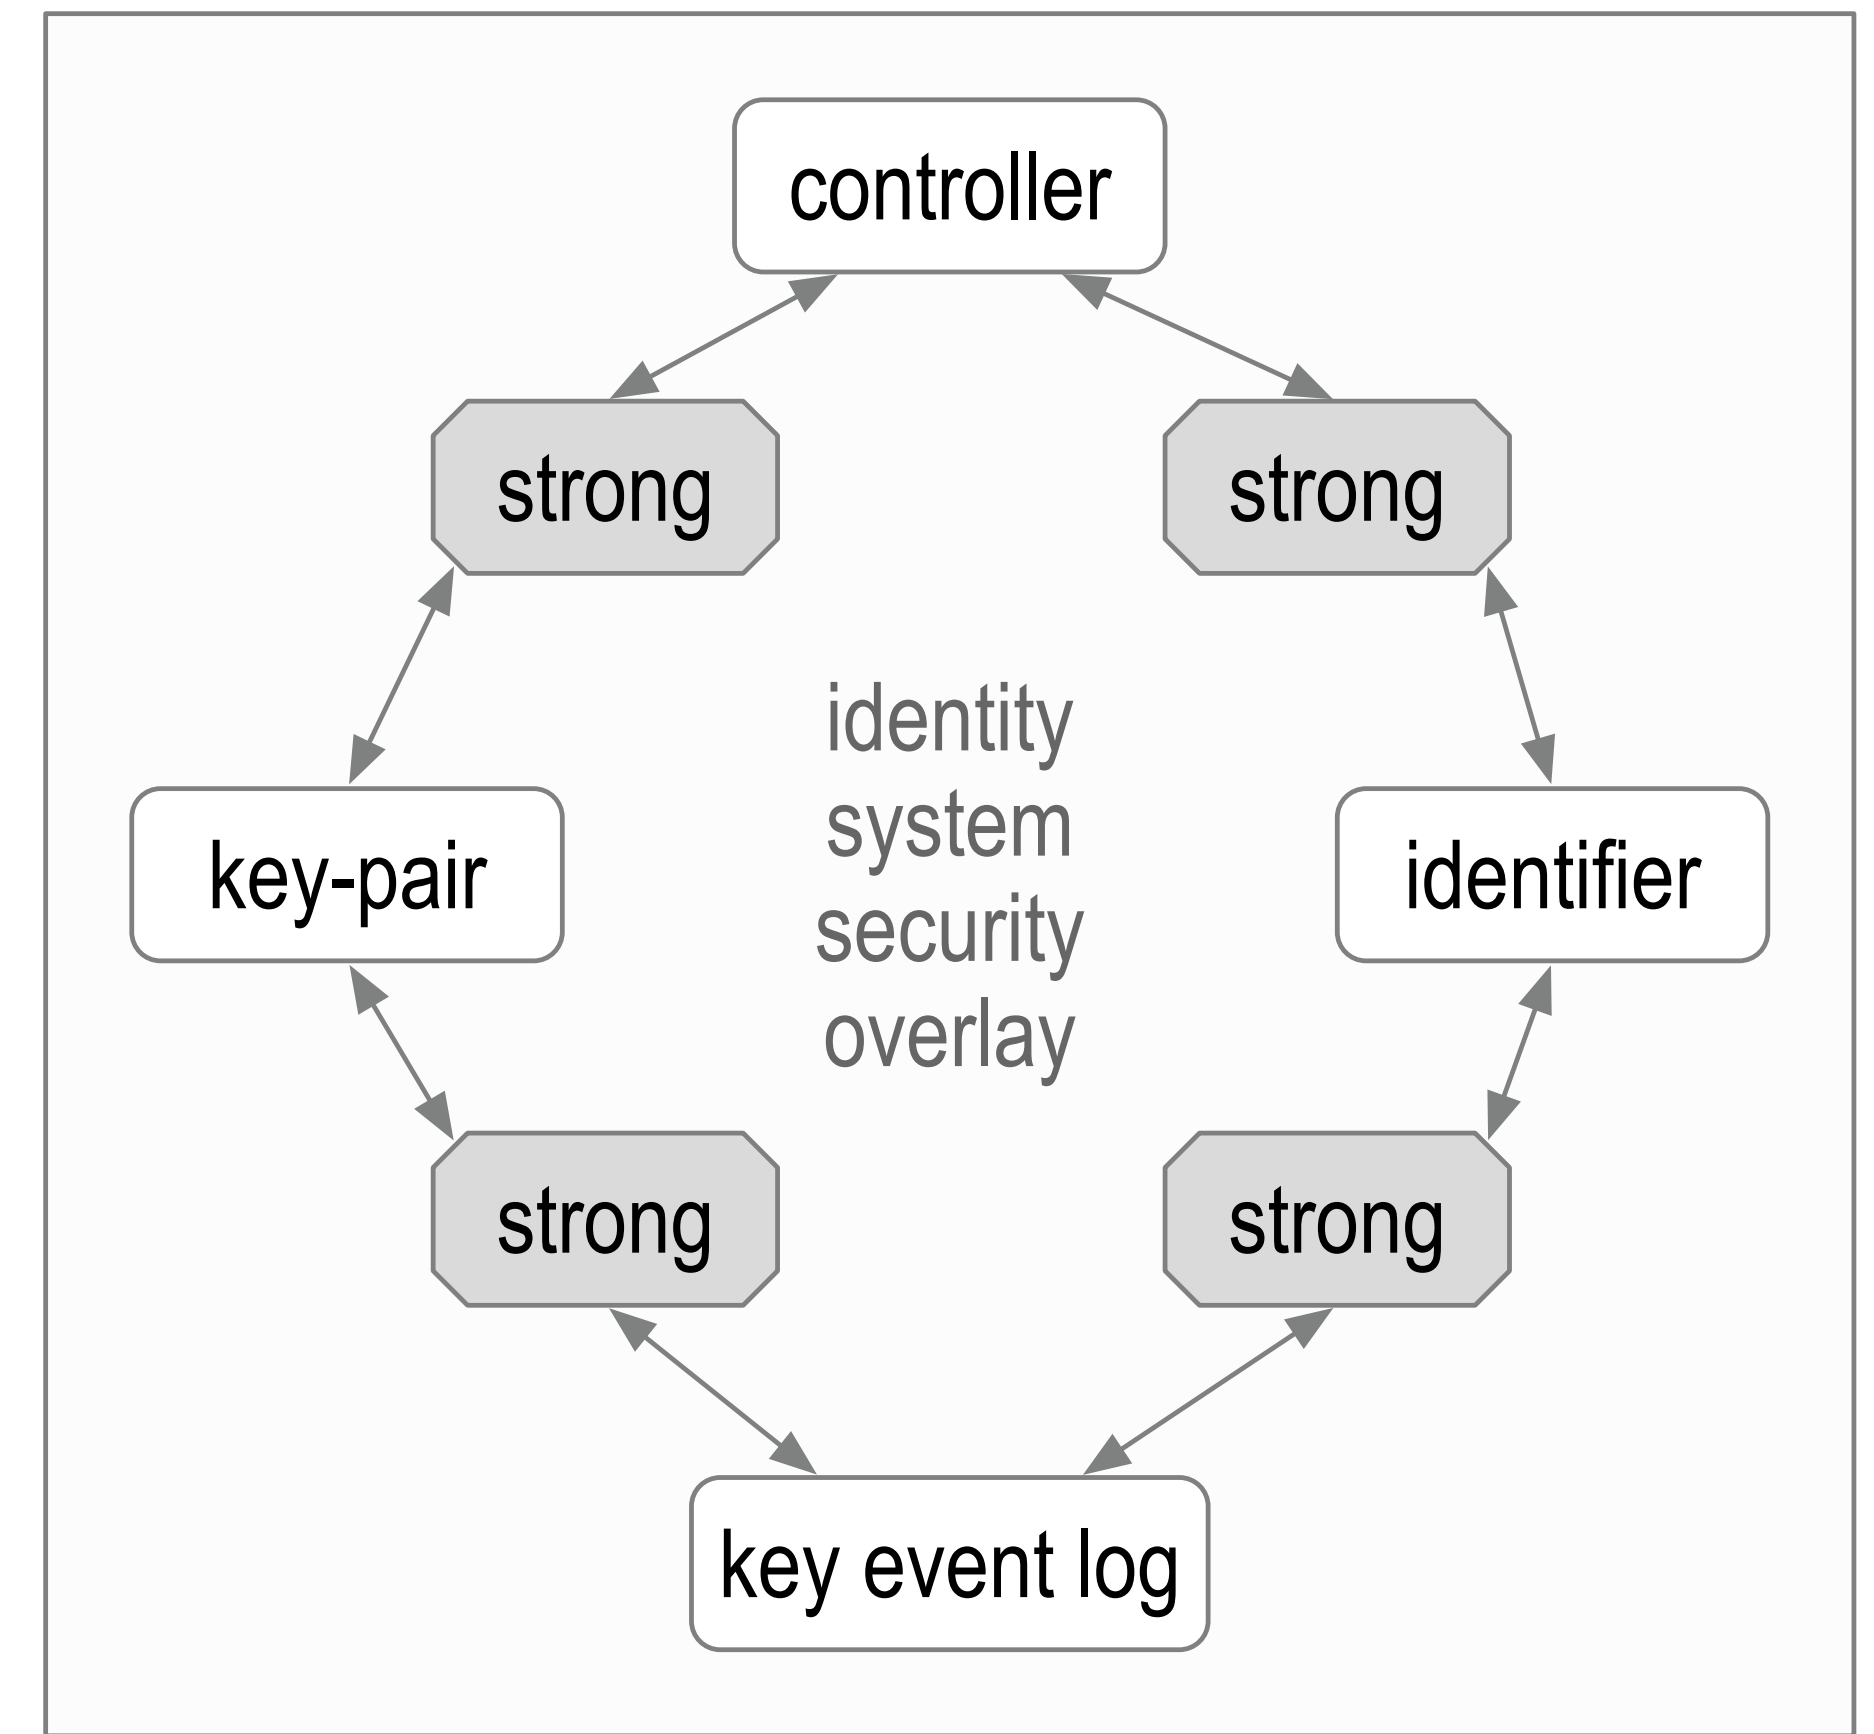 controller
strong
strong
identity
system
security
overlay
key-pair
identifier
strong
strong
key event log